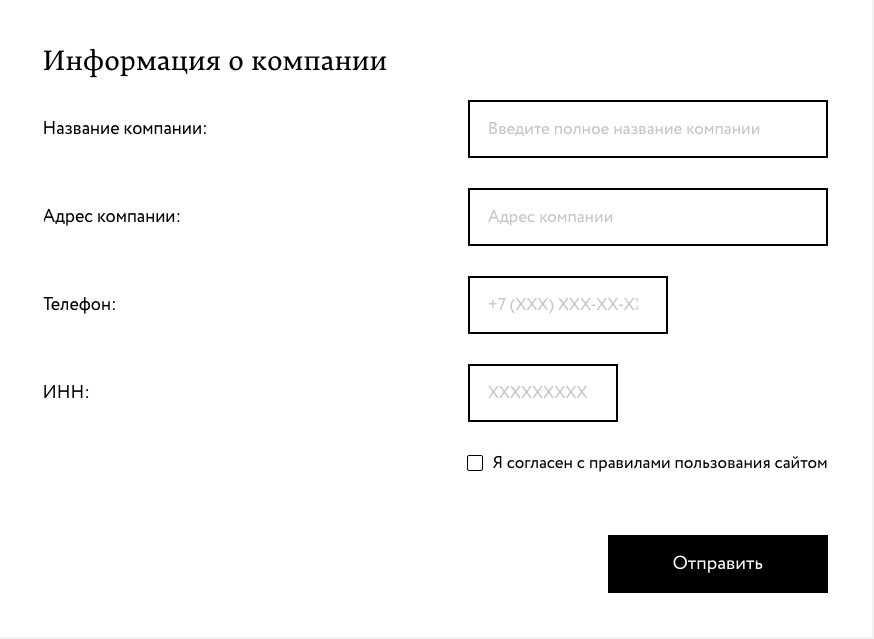 Информация о компании
Название компании:
Введите полное название компании
Адрес компании:
Адрес компании
Телефон:
+7 (XXX) XXX-XX-X
ИНН:
XXXXXXXXX
Я согласен с правилами пользования сайтом
Отправить